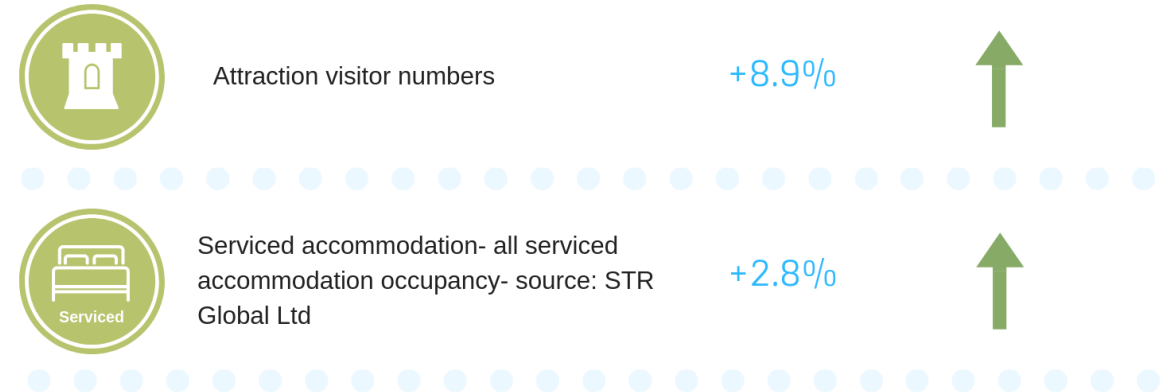 Attraction visitor numbers
+8.9%
Serviced accommodation- all serviced
accommodation occupancy- source: STR
Global Ltd
+2.8%
Serviced